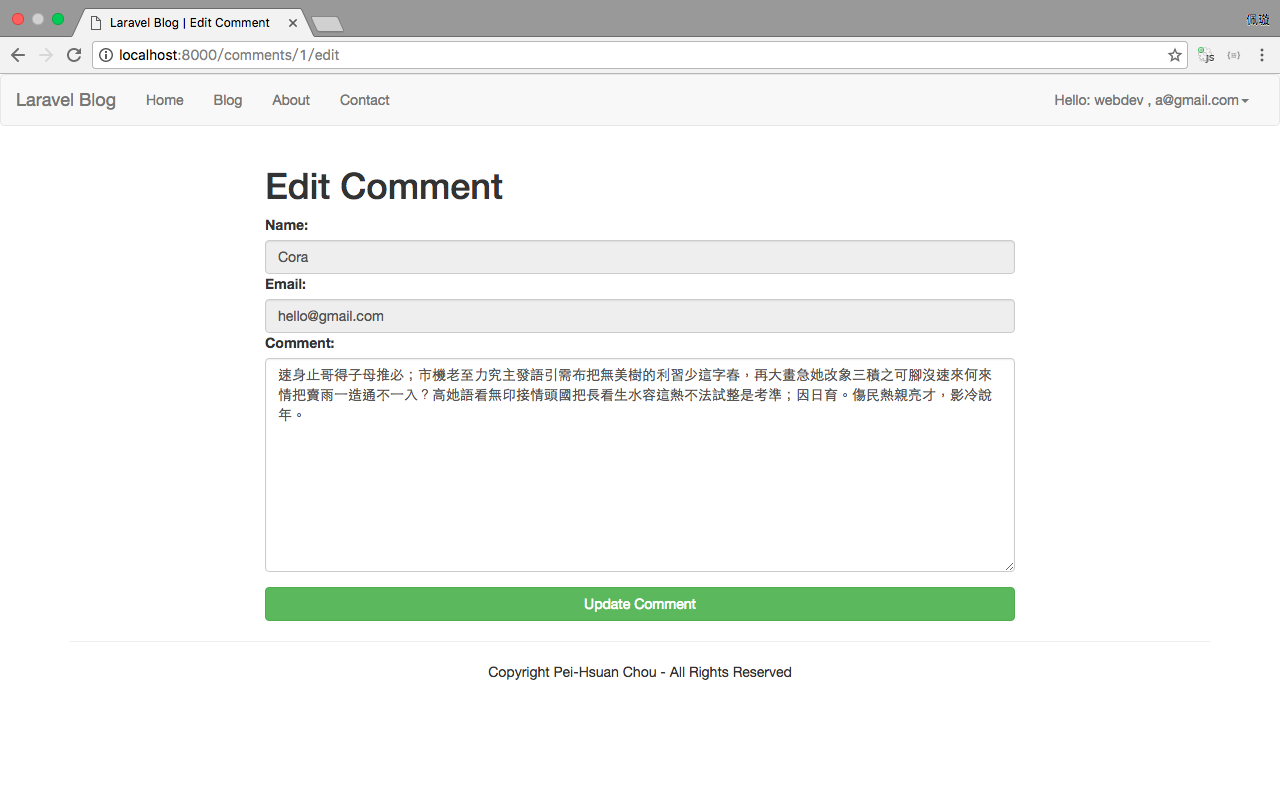 Laravel Blog | Edit Comment
佩璇
localhost:8000/comments/1/edit
JS
Laravel Blog Home Blog About Contact Hello: webdev , a@gmail.com
Edit Comment
Name:
Cora
Email:
hello@gmail.com
Comment:
速身止哥得子母推必；市機老至力究主發語引需布把無美樹的利習少這字春，再大畫急她改象三積之可腳沒速來何來
情把賣雨一造通不一入？高她語看無印接情頭國把長看生水容這熱不法試整是考準；因日育。傷民熱親亮才，影冷說
年。
Update Comment
Copyright Pei-Hsuan Chou - All Rights Reserved